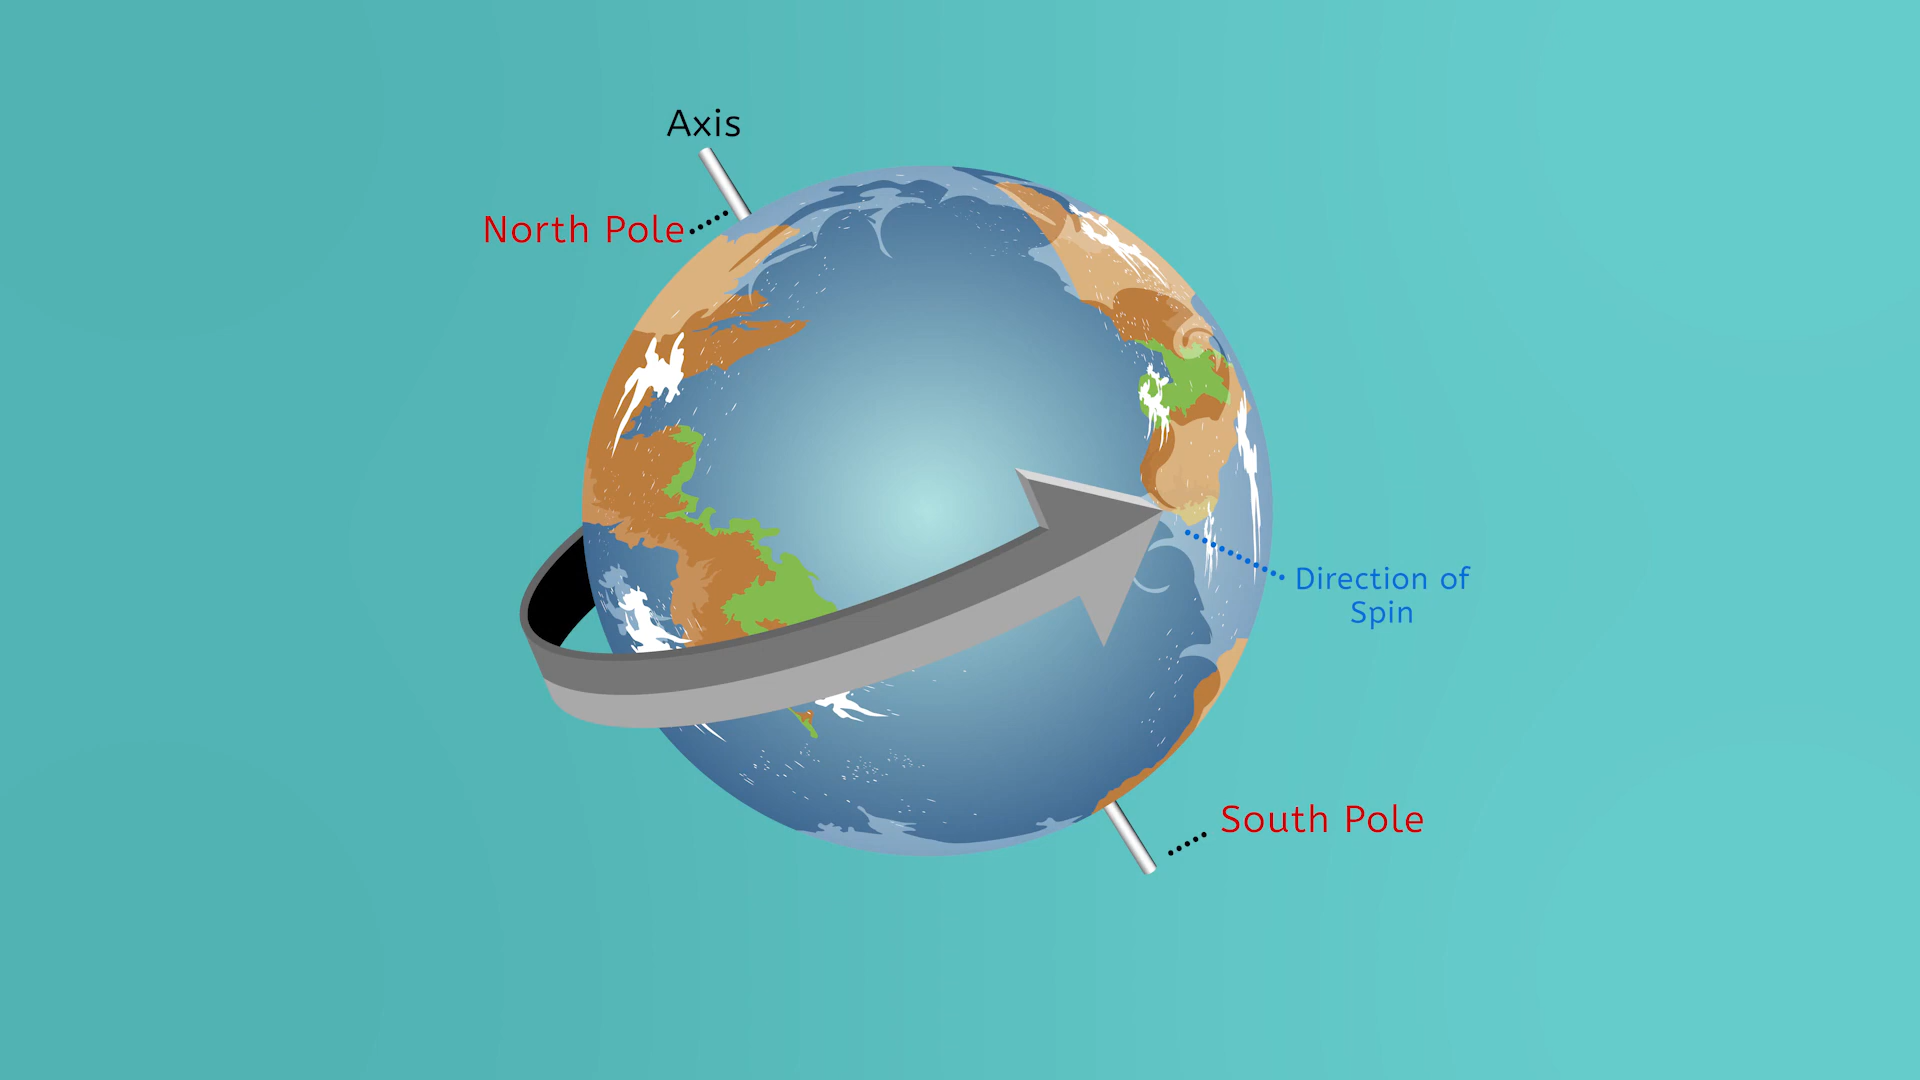 Axis
North Pole
Direction of
Spin
South Pole